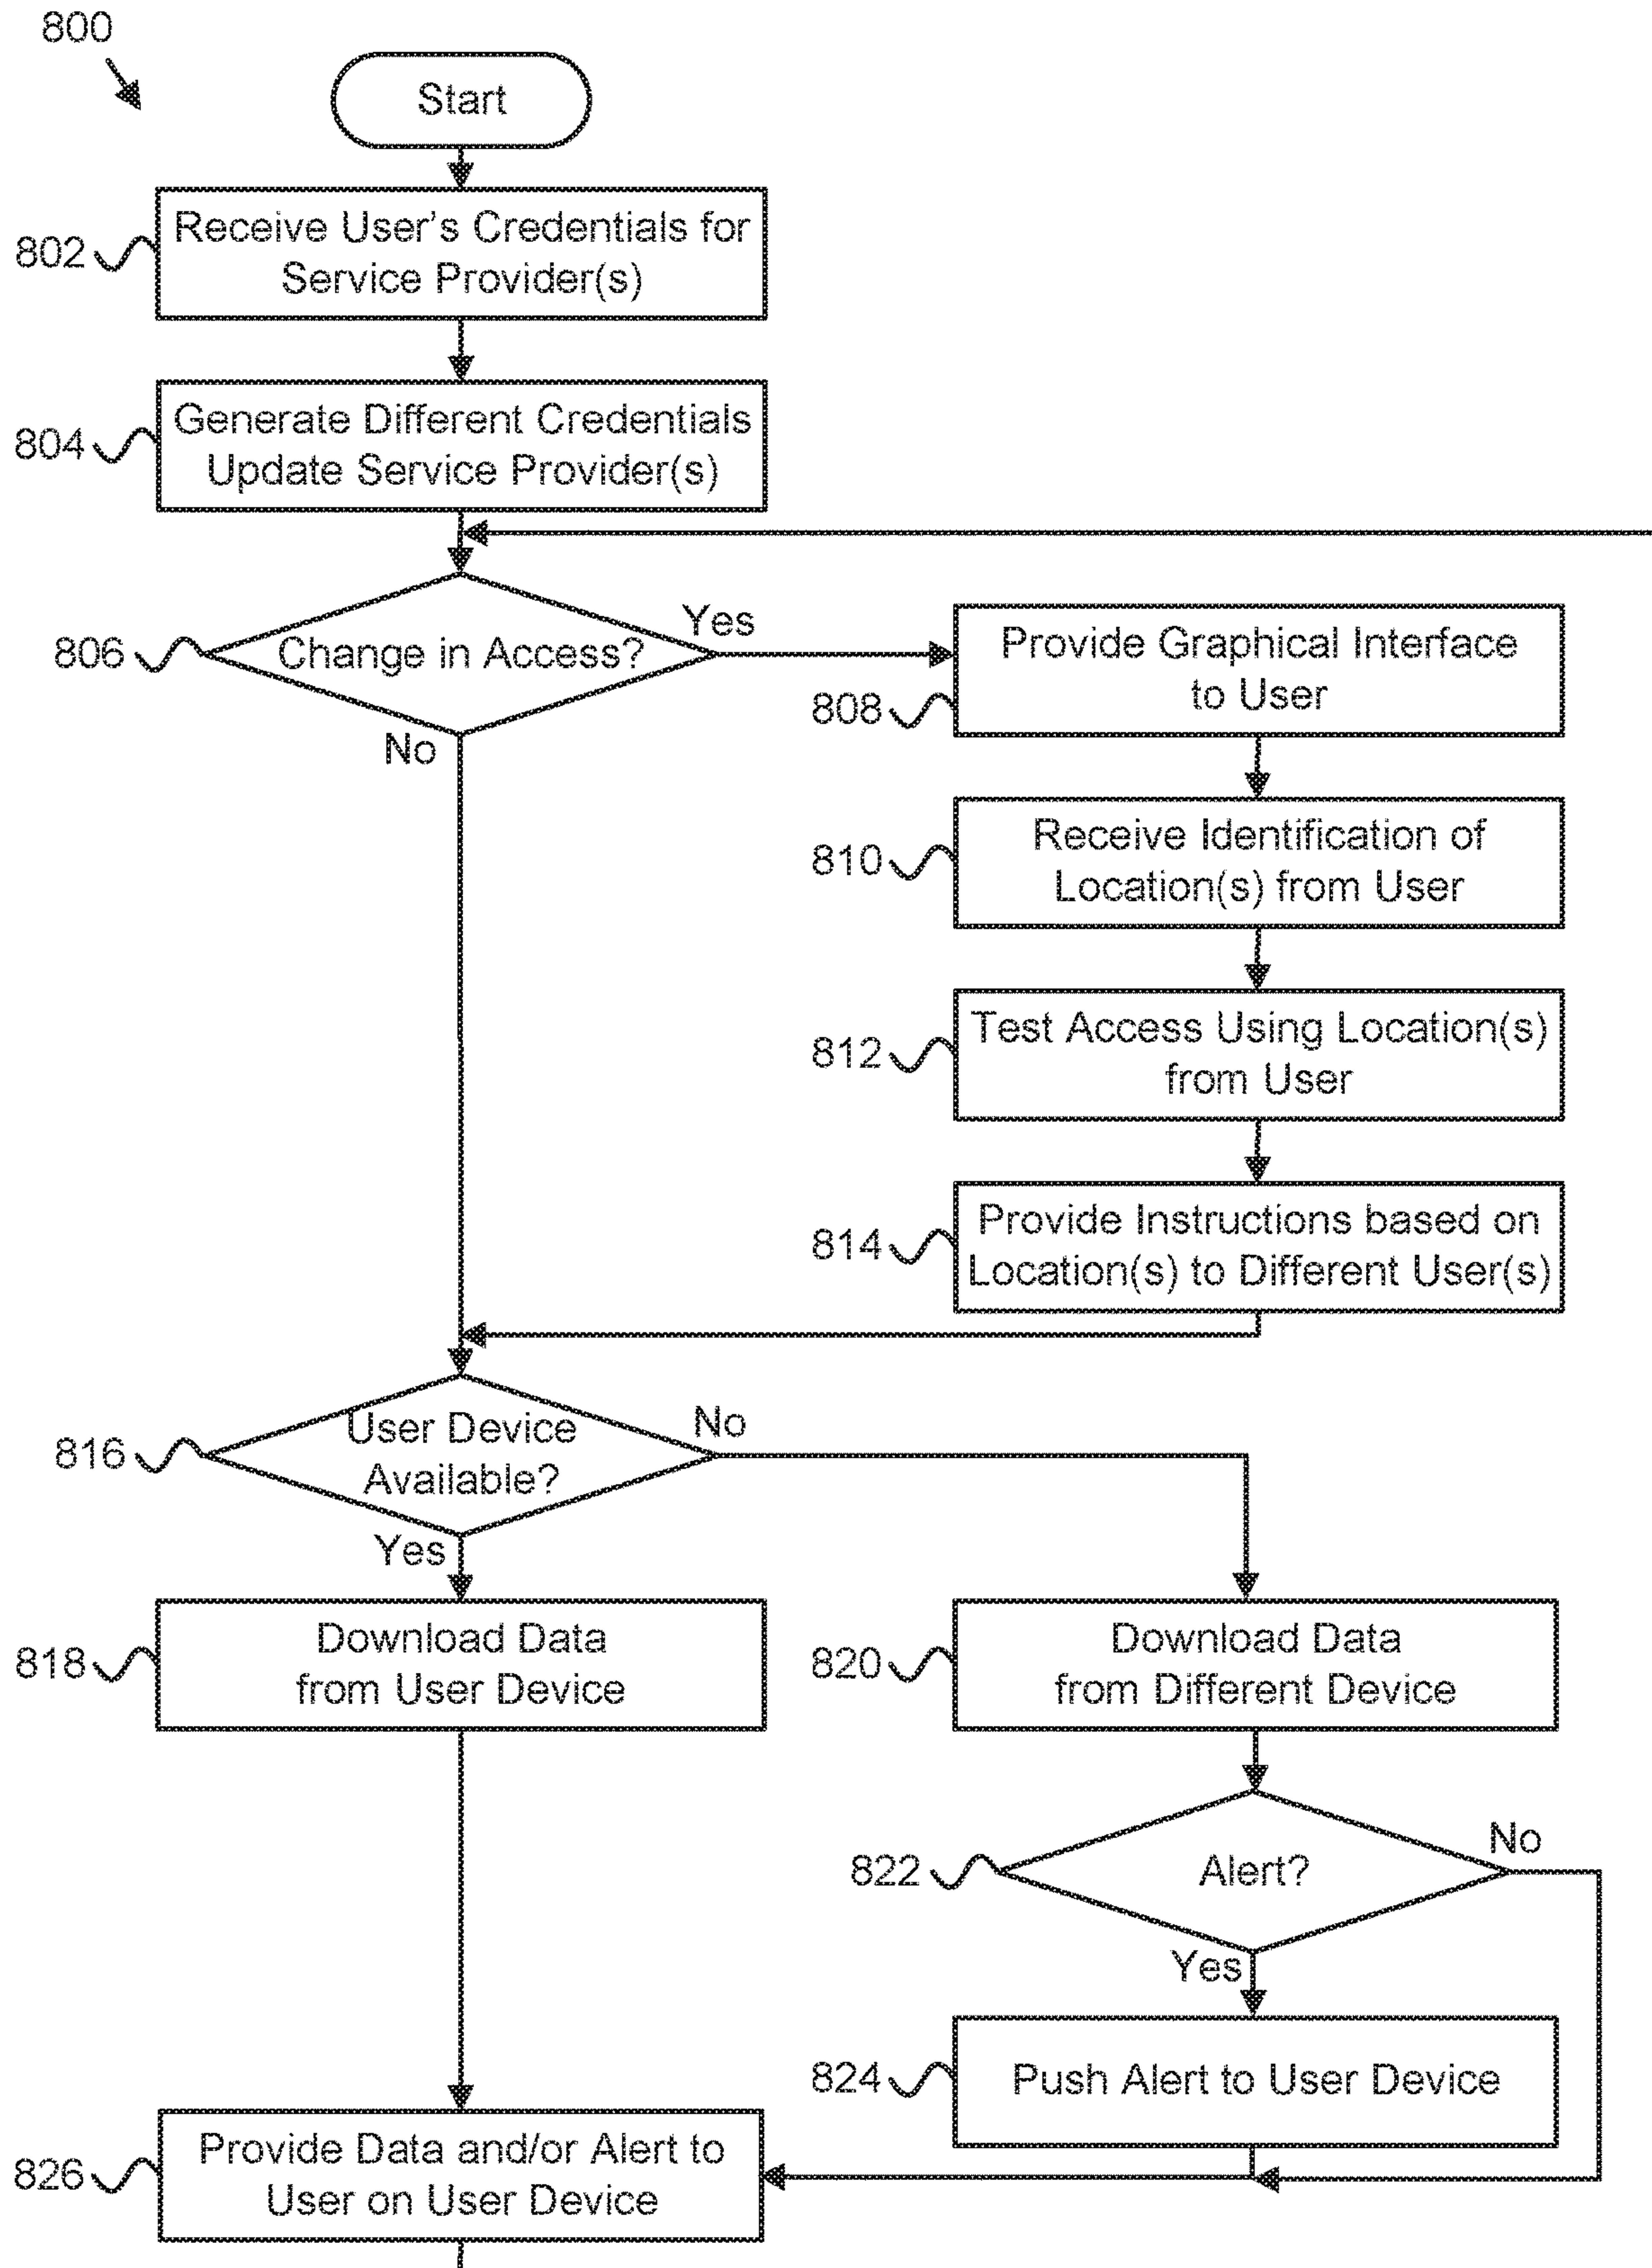 800
Start
802
Receive User's Credentials for
Service Provider(s)
804
Generate Different Credentials
Update Service Provider(s)
806
Change in Access?
Yes
No
808
Provide Graphical Interface
to User
810
Receive Identification of
Location(s) from User
812
Test Access Using Location(s)
from User
814
Provide Instructions based on
Location(s) to Different User(s)
816
User Device
Available?
No
Yes
818
Download Data
from User Device
820
Download Data
from Different Device
822
Alert?
No
Yes
824
Push Alert to User Device
826
Provide Data and/or Alert to
User on User Device